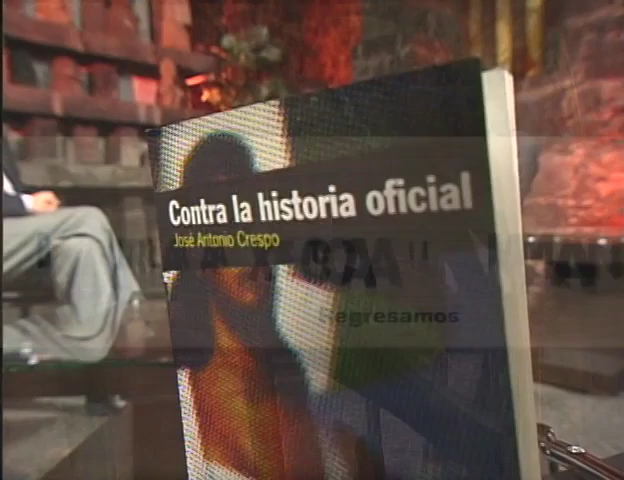 Contra la historia oficial
José Antonio Crespo
Regresamos